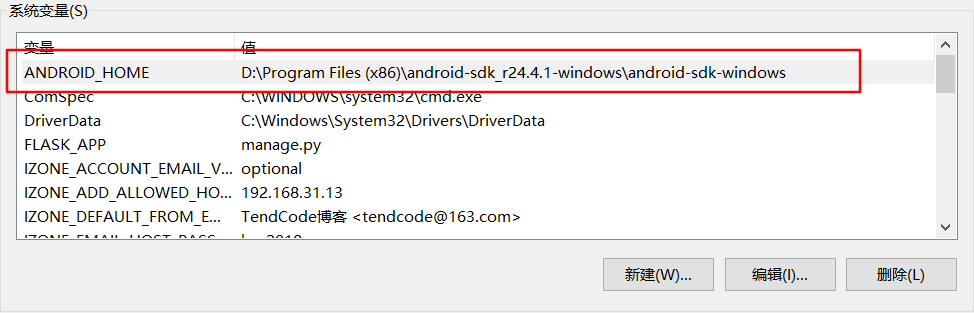 系统变量(S)
变量 值
ANDROID_HOME D:\Program Files (x86)\android-sdk_r24.4.1-windows\android-sdk-windows
ComSpec C:\WINDOWS\system32\cmd.exe
DriverData C:\Windows\System32\Drivers\DriverData
FLASK_APP manage.py
IZONE_ACCOUNT_EMAIL_V... optional
IZONE_ADD_ALLOWED_HO... 192.168.31.13
IZONE_DEFAULT_FROM_E... TendCode博客 <tendcode@163.com>
新建(W)... 编辑(I)... 删除(L)